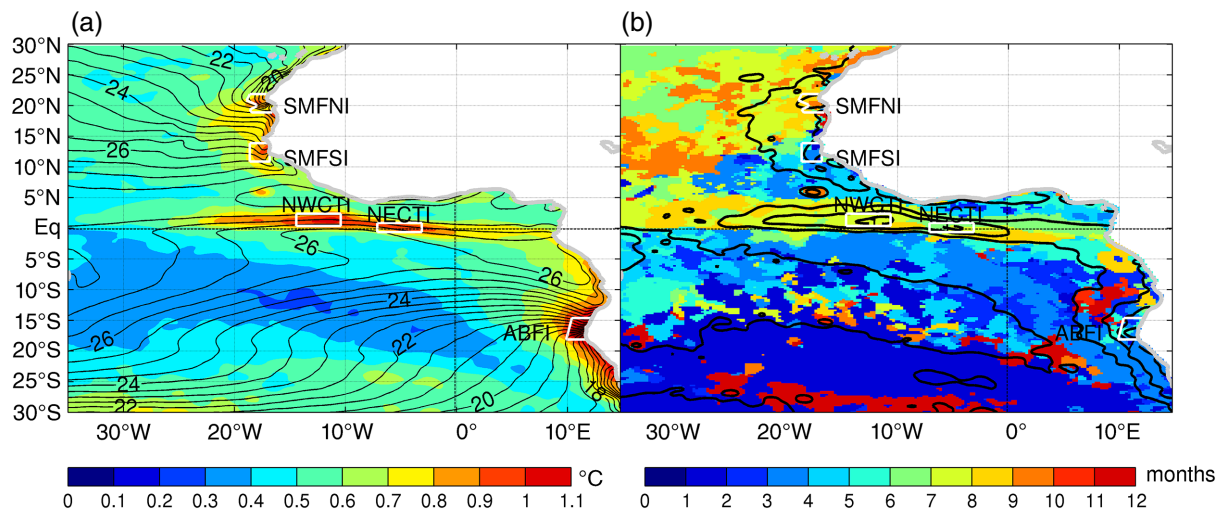 (a)
(b)
30°N
25°N
20°N
15°N
10°N
5°N
Eq
5°S
10°S
15°S
20°S
25°S
30°S
22
20
24
26
SMFNI
SMFSI
NWCTI
NECTI
26
26
24
26
22
ABFI
24
22
20
18
SMFNI
SMFSI
NWCTI
NECTI
ABFI
30°W 20°W 10°W 0° 10°E
30°W 20°W 10°W 0° 10°E
°C
0 0.1 0.2 0.3 0.4 0.5 0.6 0.7 0.8 0.9 1 1.1
months
0 1 2 3 4 5 6 7 8 9 10 11 12